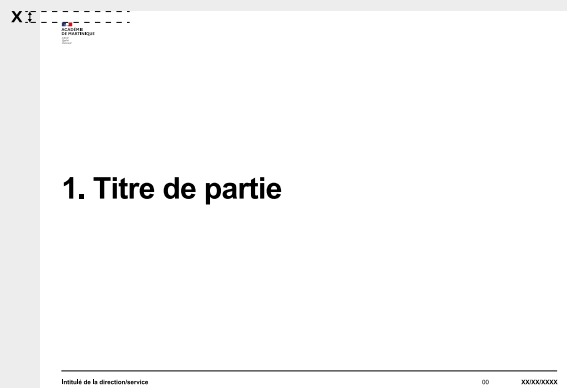 X
ACADÉMIE
DE MARTINIQUE
1. Titre de partie
Intitulé de la direction/service 00 XX/XX/XXXX